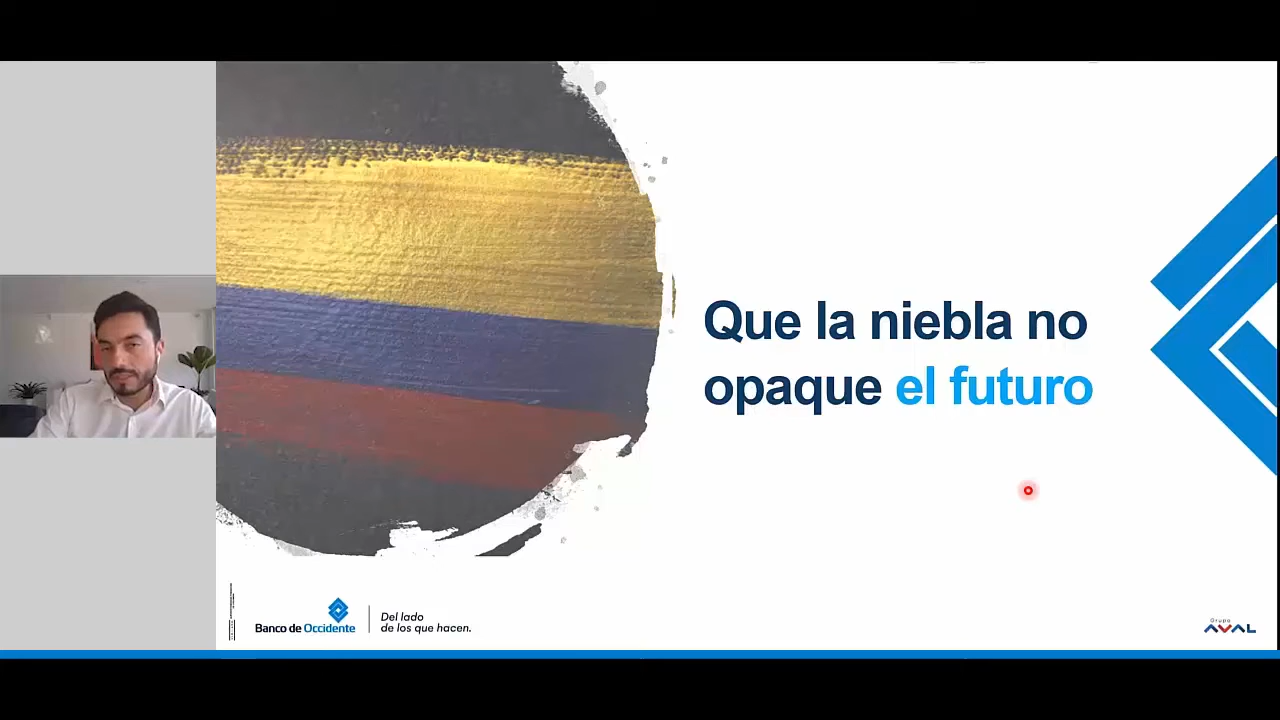 Que la niebla no
opaque el futuro
Banco de Occidente
Del lado
de los que hacen.
Grupo
AVAL